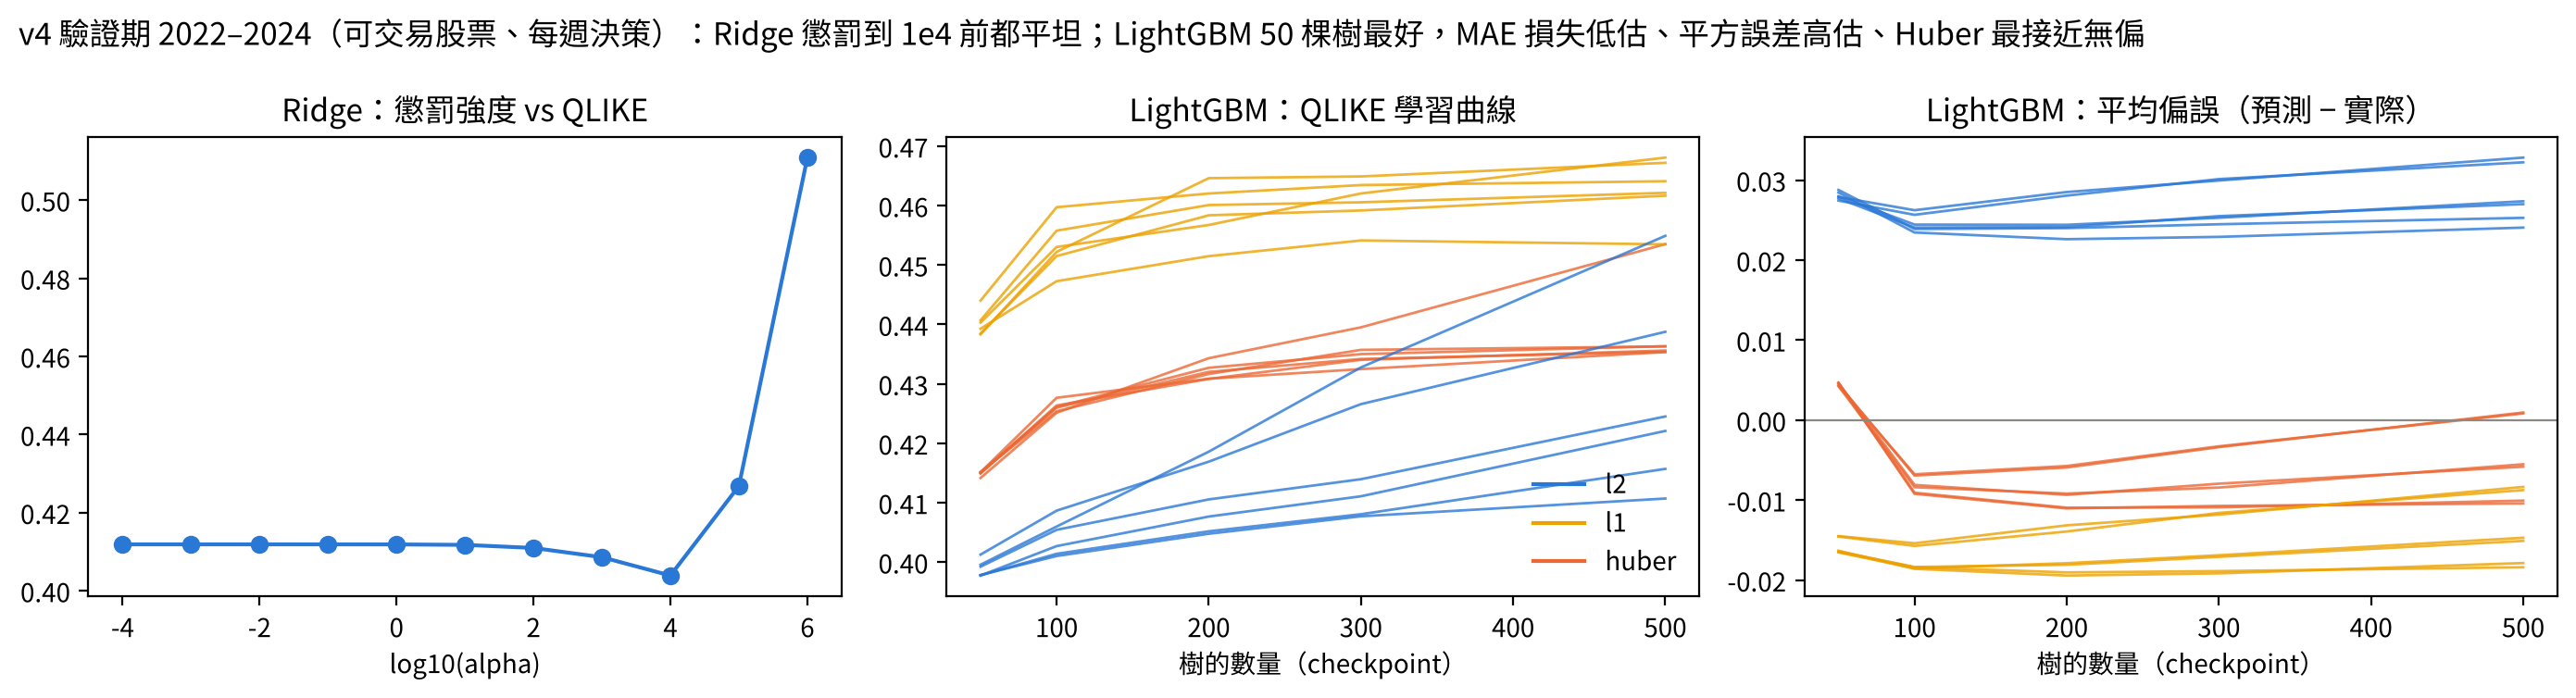 v4 驗證期 2022–2024（可交易股票、每週決策）：Ridge 懲罰到 1e4 前都平坦；LightGBM 50 棵樹最好，MAE 損失低估、平方誤差高估、Huber 最接近無偏
Ridge：懲罰強度 vs QLIKE
0.50
0.48
0.46
0.44
0.42
0.40
-4 -2 0 2 4 6
log10(alpha)
LightGBM：QLIKE 學習曲線
0.47
0.46
0.45
0.44
0.43
0.42
0.41
0.40
l2
l1
huber
100 200 300 400 500
樹的數量（checkpoint）
LightGBM：平均偏誤（預測 − 實際）
0.03
0.02
0.01
0.00
-0.01
-0.02
100 200 300 400 500
樹的數量（checkpoint）